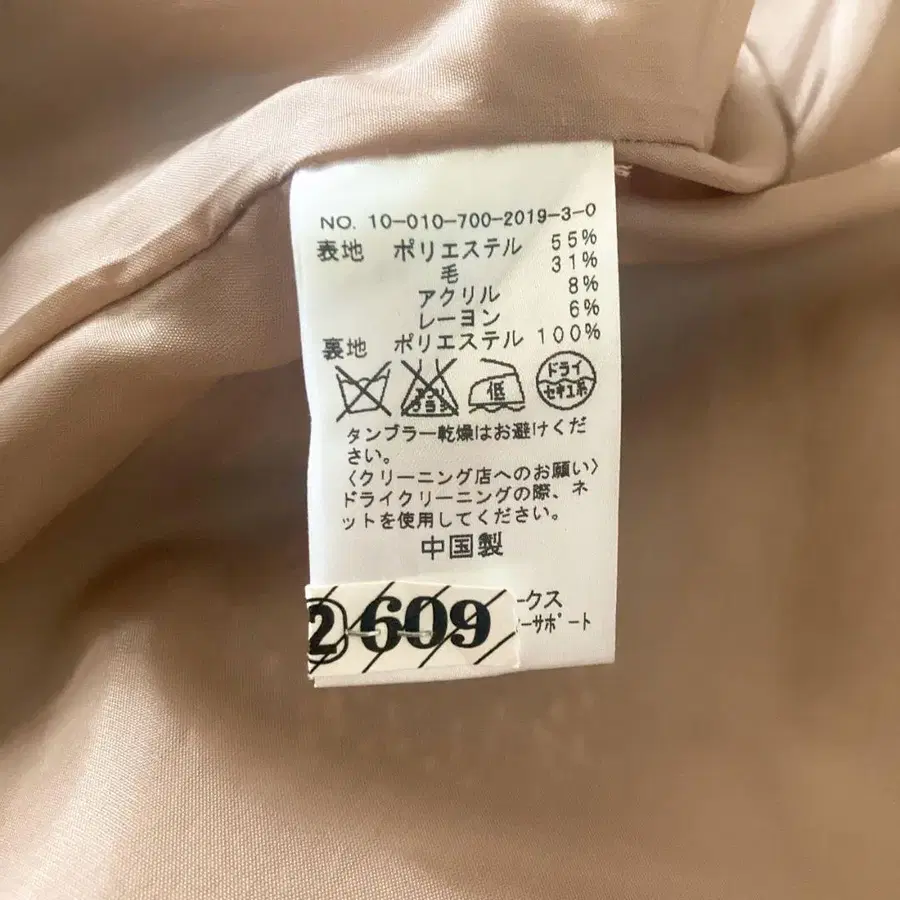 NO. 10-010-700-2019-3-0
表地 ポリエステル 55%
毛 31%
アクリル 8%
レーヨン 6%
裏地 ポリエステル 100%
低 ドライ
セキユ系
タンブラー乾燥はお避けくだ
さい。
〈クリーニング店へのお願い〉
ドライクリーニングの際、ネ
ットを使用してください。
中国製
ークス
ーサポート
② 609